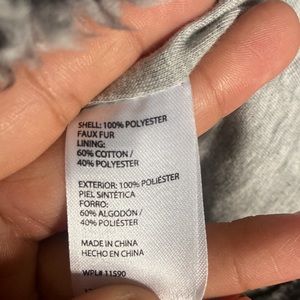 SHELL: 100% POLYESTER
FAUX FUR
LINING:
60% COTTON /
40% POLYESTER
EXTERIOR: 100% POLIÉSTER
PIEL SINTÉTICA
FORRO:
60% ALGODÓN /
40% POLIÉSTER
MADE IN CHINA
HECHO EN CHINA
WPL# 11590